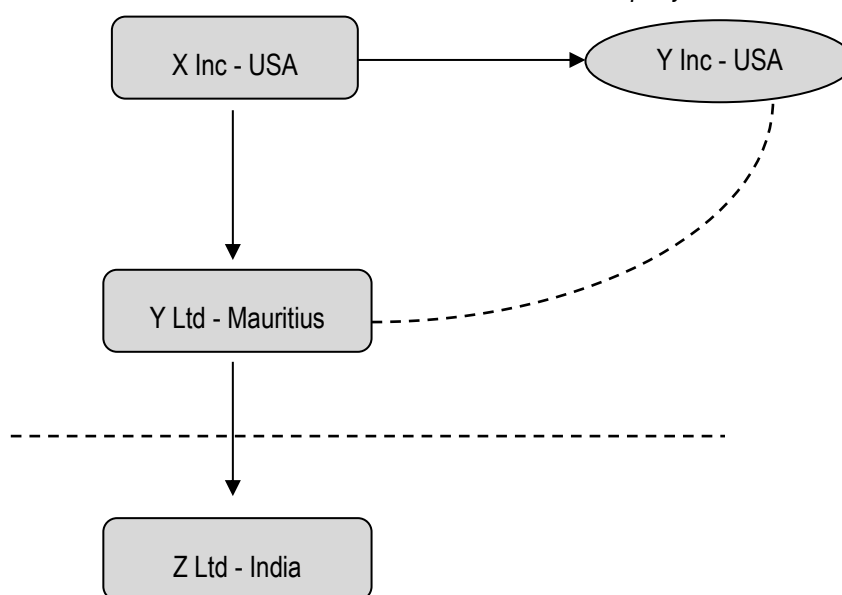 X Inc - USA
Y Inc - USA
Y Ltd - Mauritius
Z Ltd - India